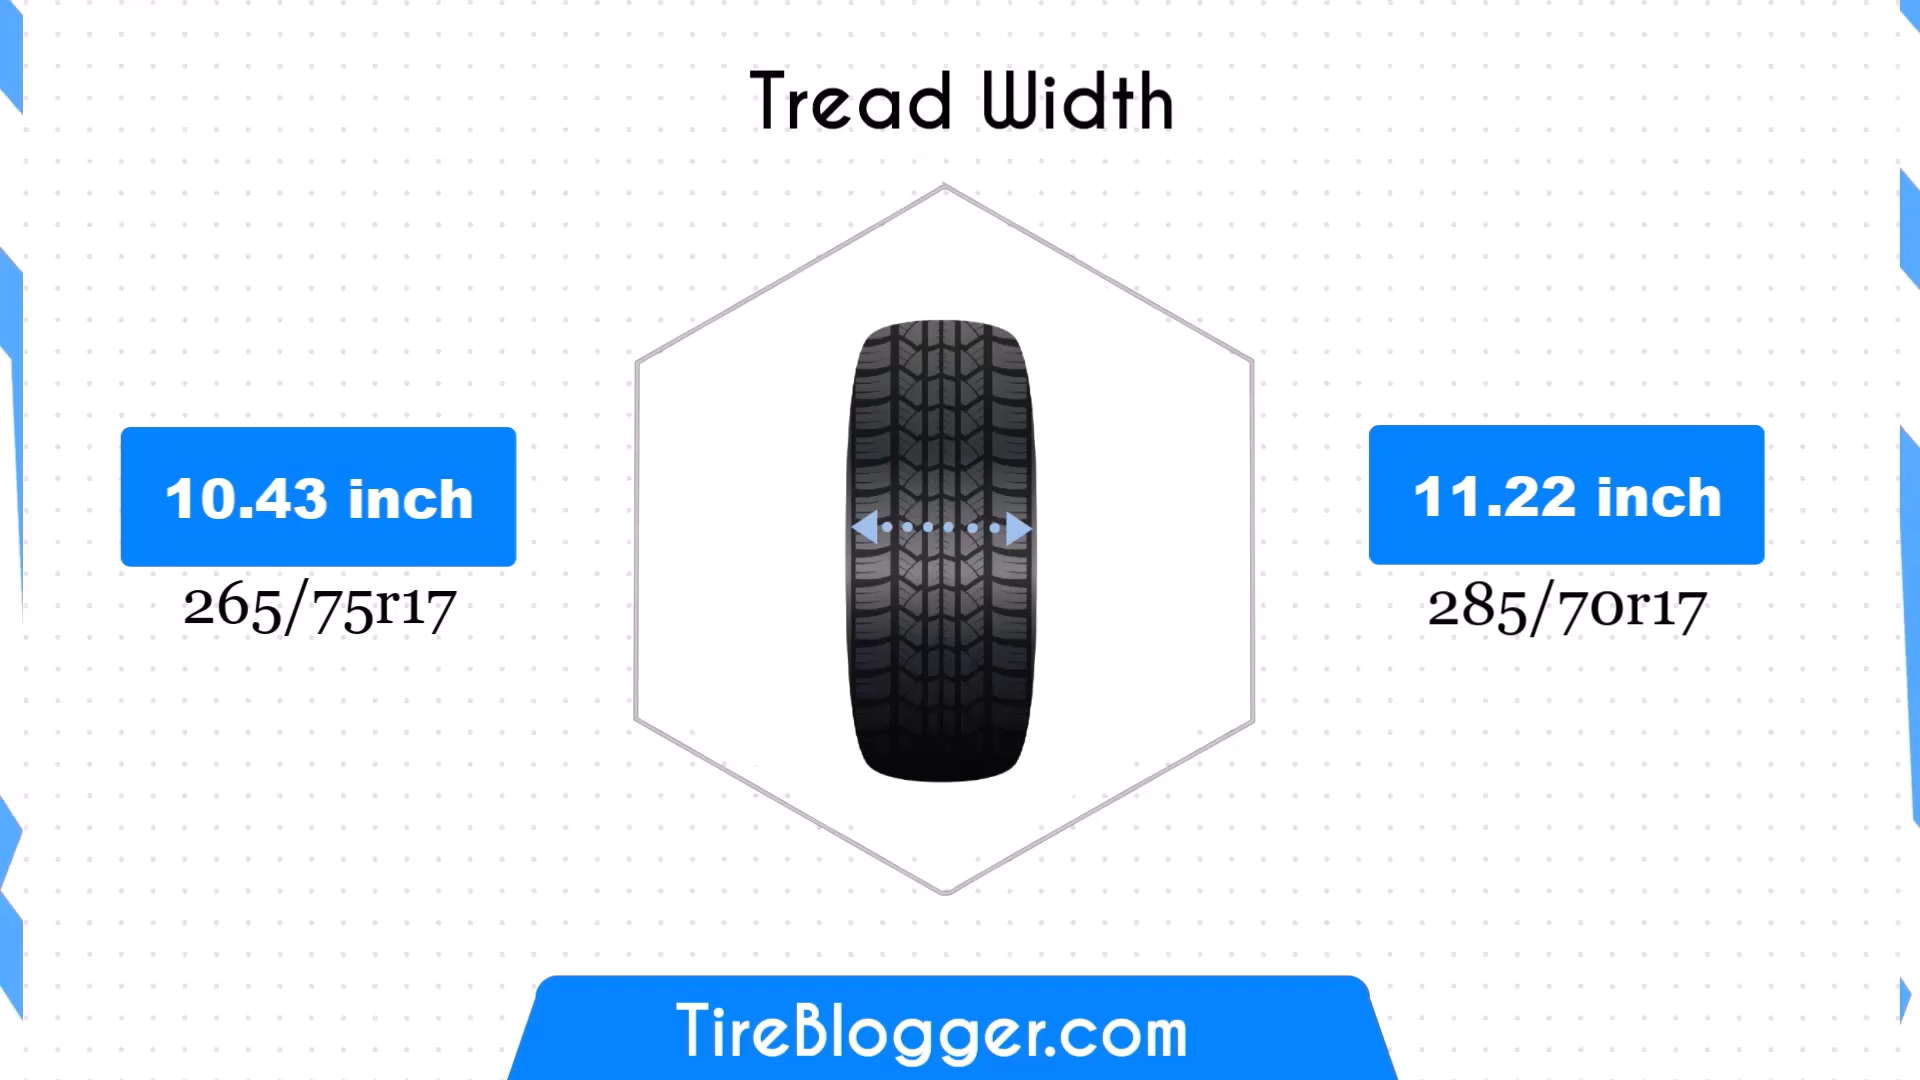 Tread Width
10.43 inch
265/75r17
11.22 inch
285/70r17
TireBlogger.com